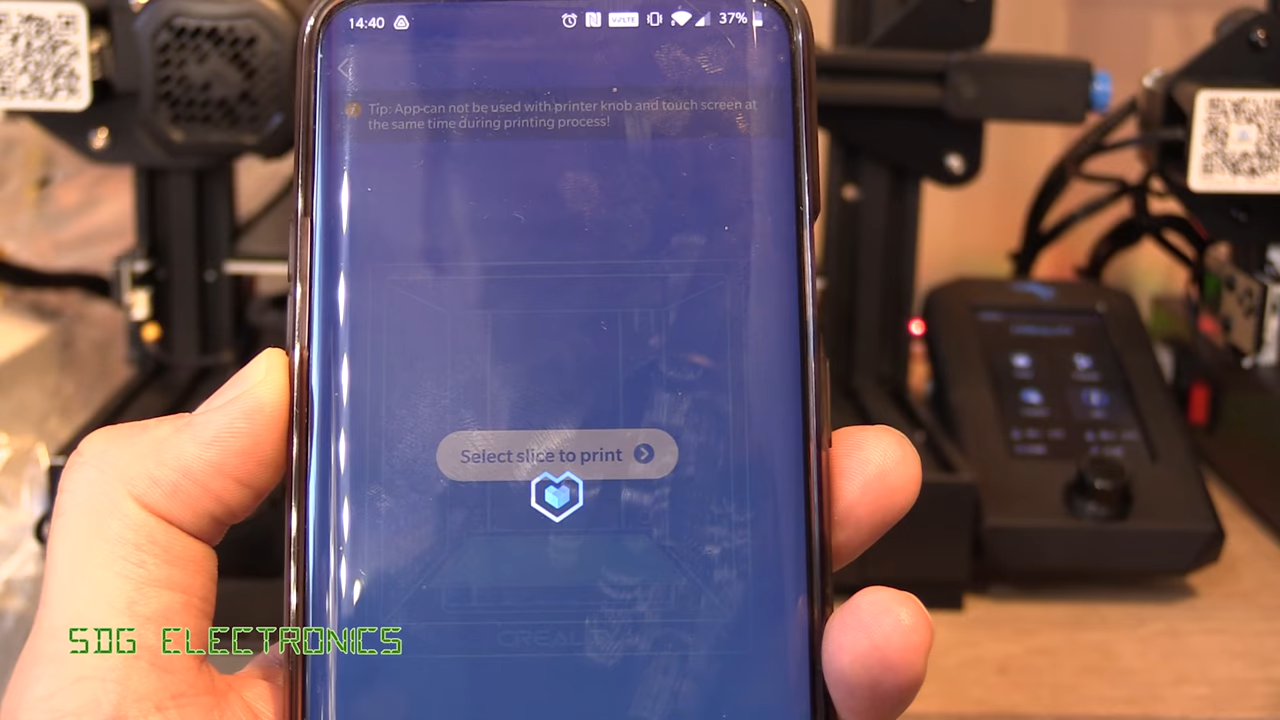 14:40
VoLTE
37%
Tip: App can not be used with printer knob and touch screen at
the same time during printing process!
Select slice to print
CREALITY
SDG ELECTRONICS